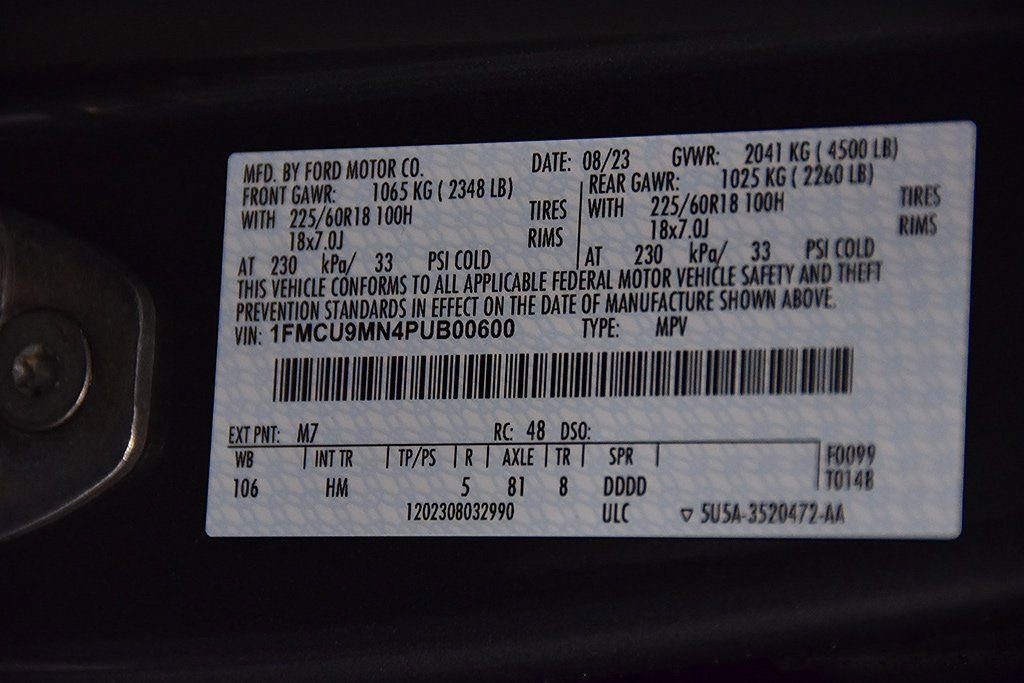 MFD. BY FORD MOTOR CO. DATE: 08/23 GVWR: 2041 KG ( 4500 LB)
FRONT GAWR: 1065 KG ( 2348 LB) REAR GAWR: 1025 KG ( 2260 LB)
WITH 225/60R18 100H TIRES WITH 225/60R18 100H TIRES
18x7.0J RIMS 18x7.0J RIMS
AT 230 kPa/ 33 PSI COLD AT 230 kPa/ 33 PSI COLD
THIS VEHICLE CONFORMS TO ALL APPLICABLE FEDERAL MOTOR VEHICLE SAFETY AND THEFT
PREVENTION STANDARDS IN EFFECT ON THE DATE OF MANUFACTURE SHOWN ABOVE.
VIN: 1FMCU9MN4PUB00600 TYPE: MPV
EXT PNT: M7 RC: 48 DSO:
WB INT TR TP/PS R AXLE TR SPR F0099
106 HM 5 81 8 DDDD T0148
1202308032990 ULC ▽ 5U5A-3520472-AA